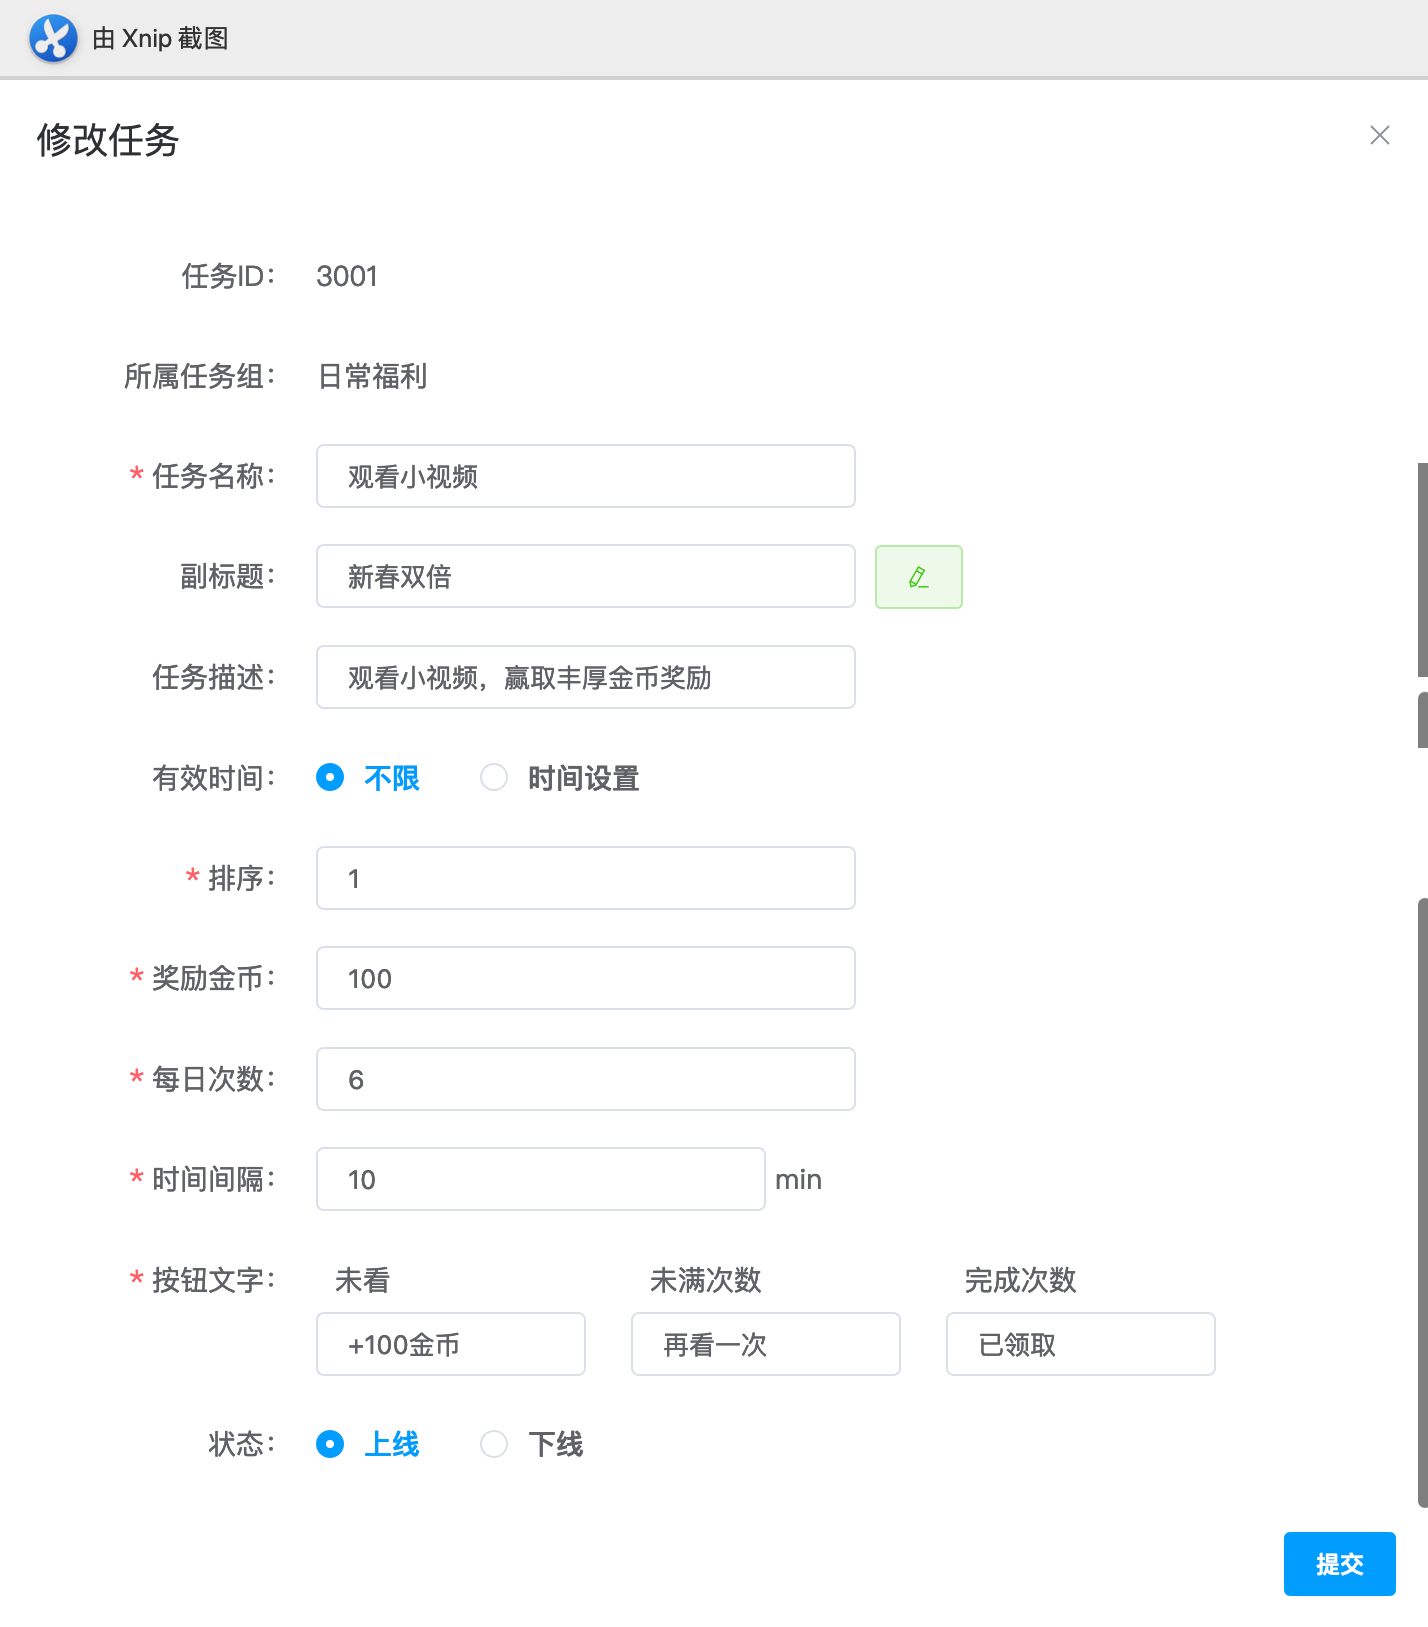 由 Xnip 截图
修改任务
任务ID： 3001
所属任务组： 日常福利
* 任务名称： 观看小视频
副标题： 新春双倍
任务描述： 观看小视频，赢取丰厚金币奖励
有效时间： 不限 时间设置
* 排序： 1
* 奖励金币： 100
* 每日次数： 6
* 时间间隔： 10 min
* 按钮文字： 未看 未满次数 完成次数
+100金币 再看一次 已领取
状态： 上线 下线
提交